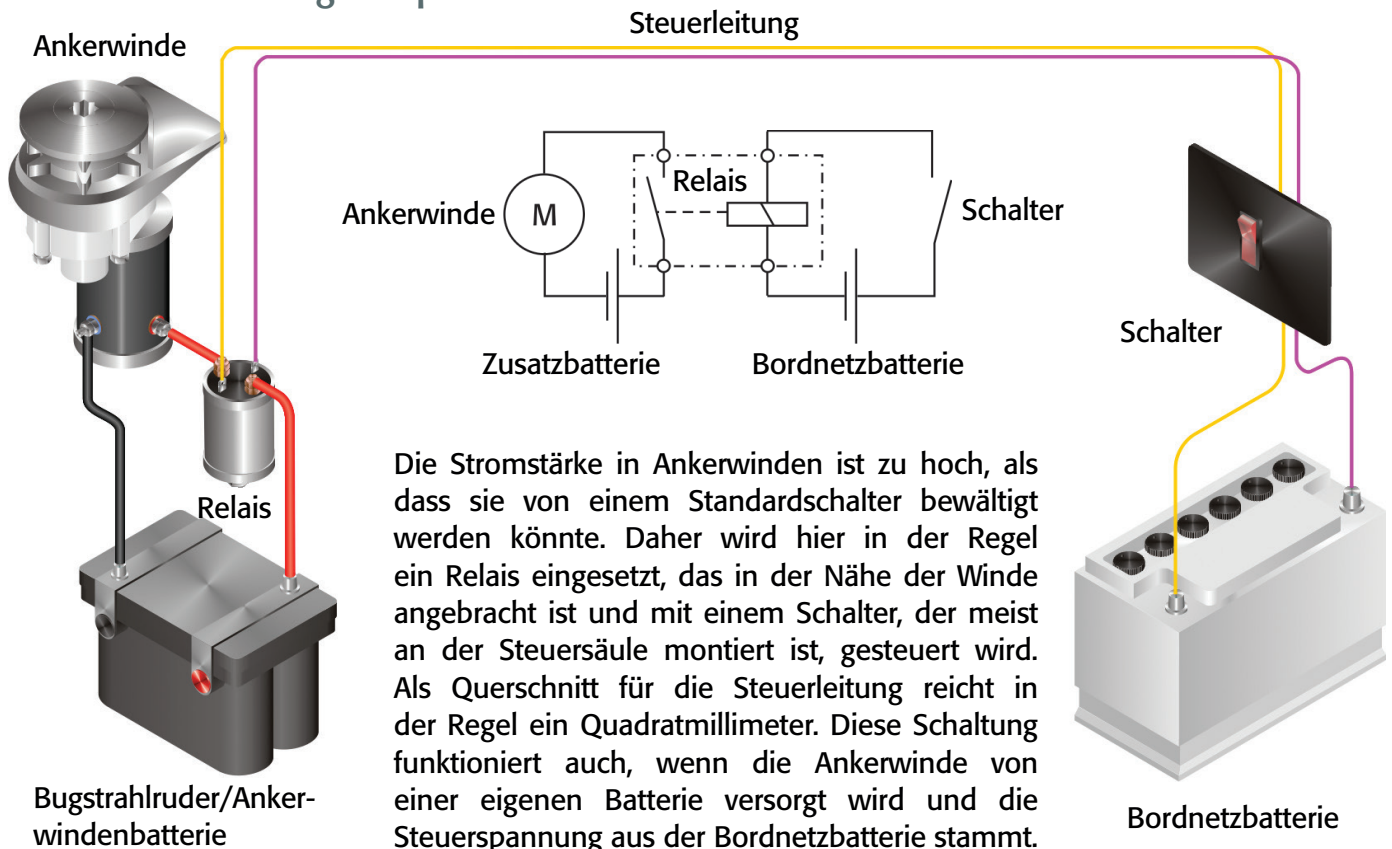 Steuerleitung
Ankerwinde
Relais
Ankerwinde
M
Schalter
Zusatzbatterie
Bordnetzbatterie
Schalter
Relais
Die Stromstärke in Ankerwinden ist zu hoch, als
dass sie von einem Standardschalter bewältigt
werden könnte. Daher wird hier in der Regel
ein Relais eingesetzt, das in der Nähe der Winde
angebracht ist und mit einem Schalter, der meist
an der Steuersäule montiert ist, gesteuert wird.
Als Querschnitt für die Steuerleitung reicht in
der Regel ein Quadratmillimeter. Diese Schaltung
funktioniert auch, wenn die Ankerwinde von
einer eigenen Batterie versorgt wird und die
Steuerspannung aus der Bordnetzbatterie stammt.
Bugstrahlruder/Anker-
windenbatterie
Bordnetzbatterie